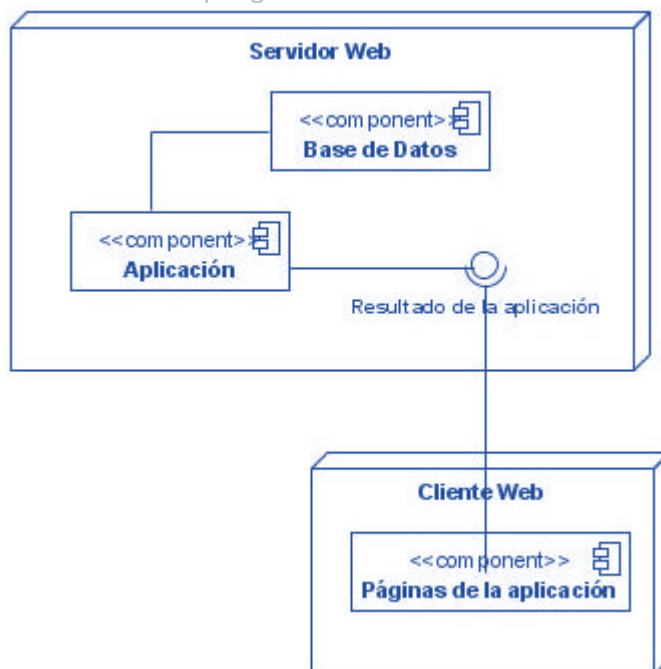 Servidor Web
<<component>>
Base de Datos
<<component>>
Aplicación
Resultado de la aplicación
Cliente Web
<<component>>
Páginas de la aplicación